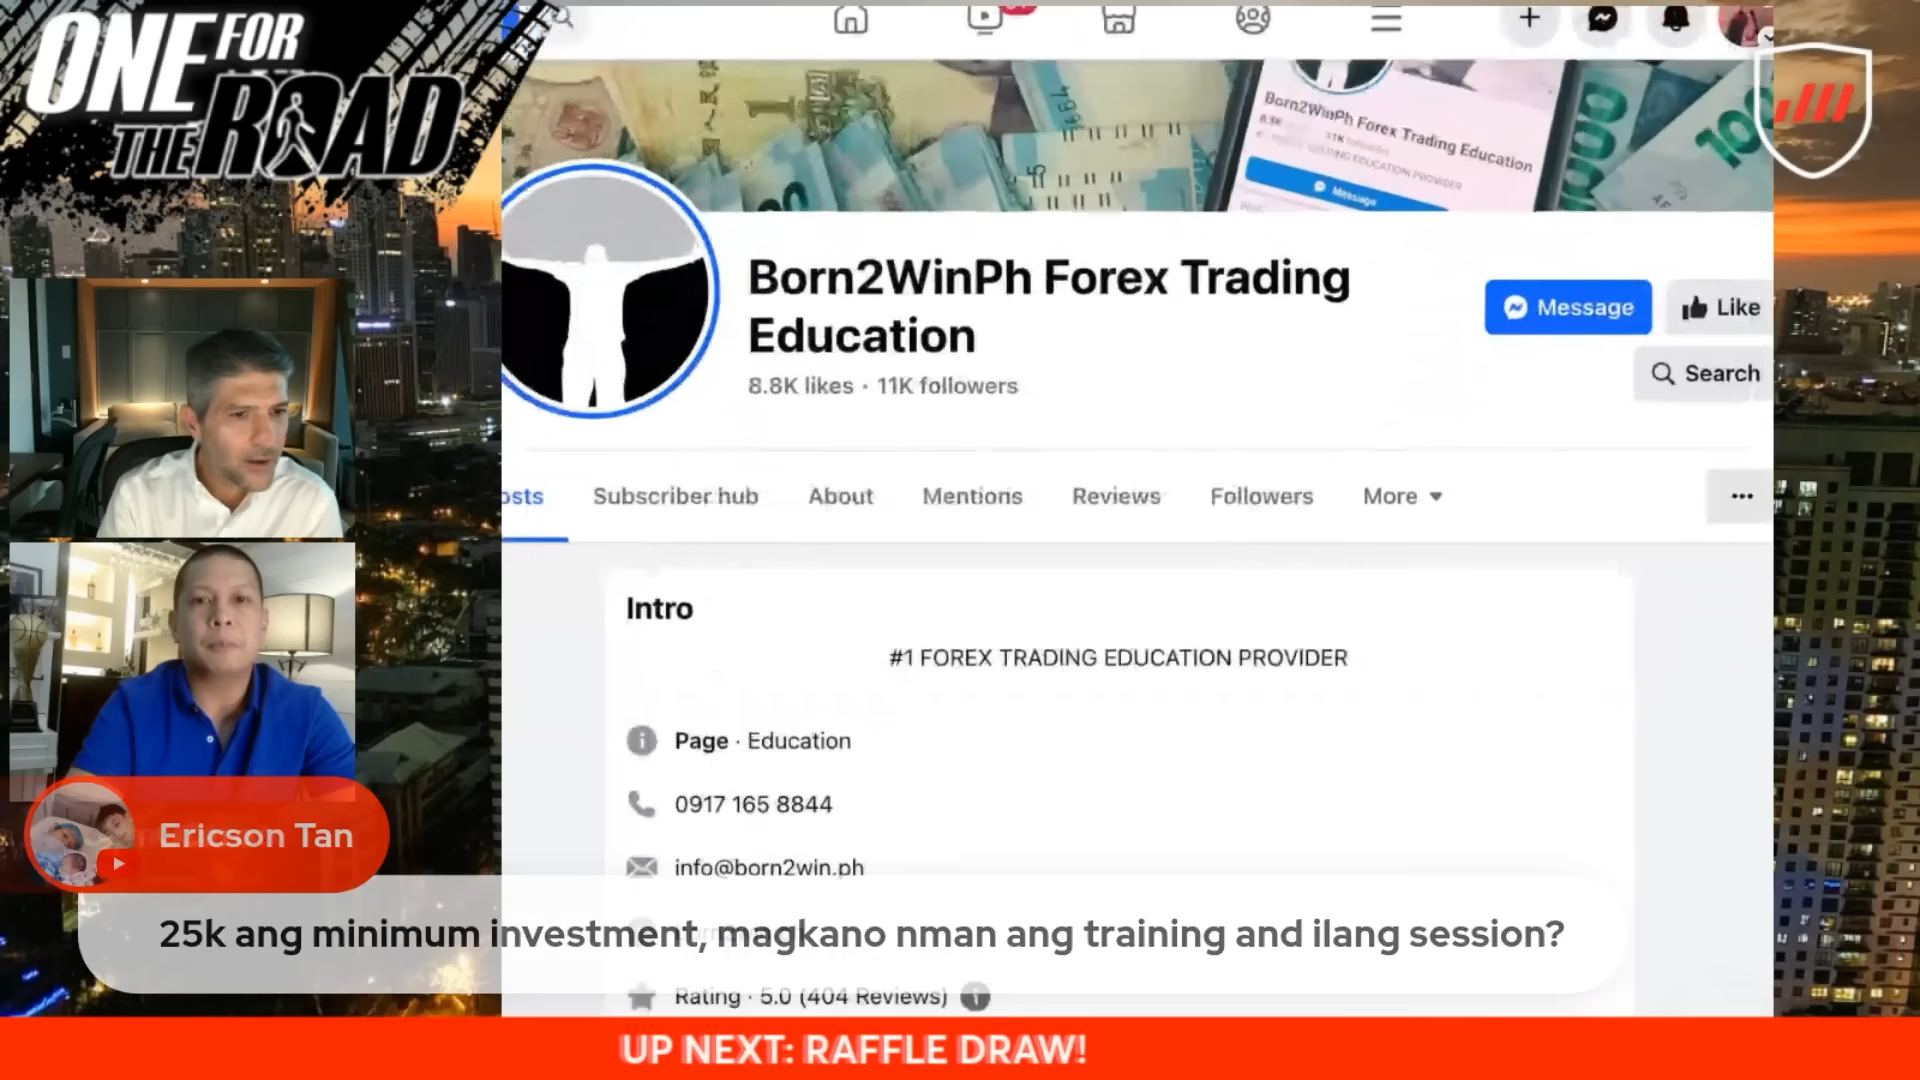 ONE FOR
THE ROAD
Born2WinPh Forex Trading Education
Message
1000
100
Born2WinPh Forex Trading
Education
8.8K likes · 11K followers
Message
Like
Search
osts
Subscriber hub
About
Mentions
Reviews
Followers
More
Intro
#1 FOREX TRADING EDUCATION PROVIDER
Page · Education
0917 165 8844
info@born2win.ph
Ericson Tan
25k ang minimum investment, magkano nman ang training and ilang session?
Rating · 5.0 (404 Reviews)
UP NEXT: RAFFLE DRAW!